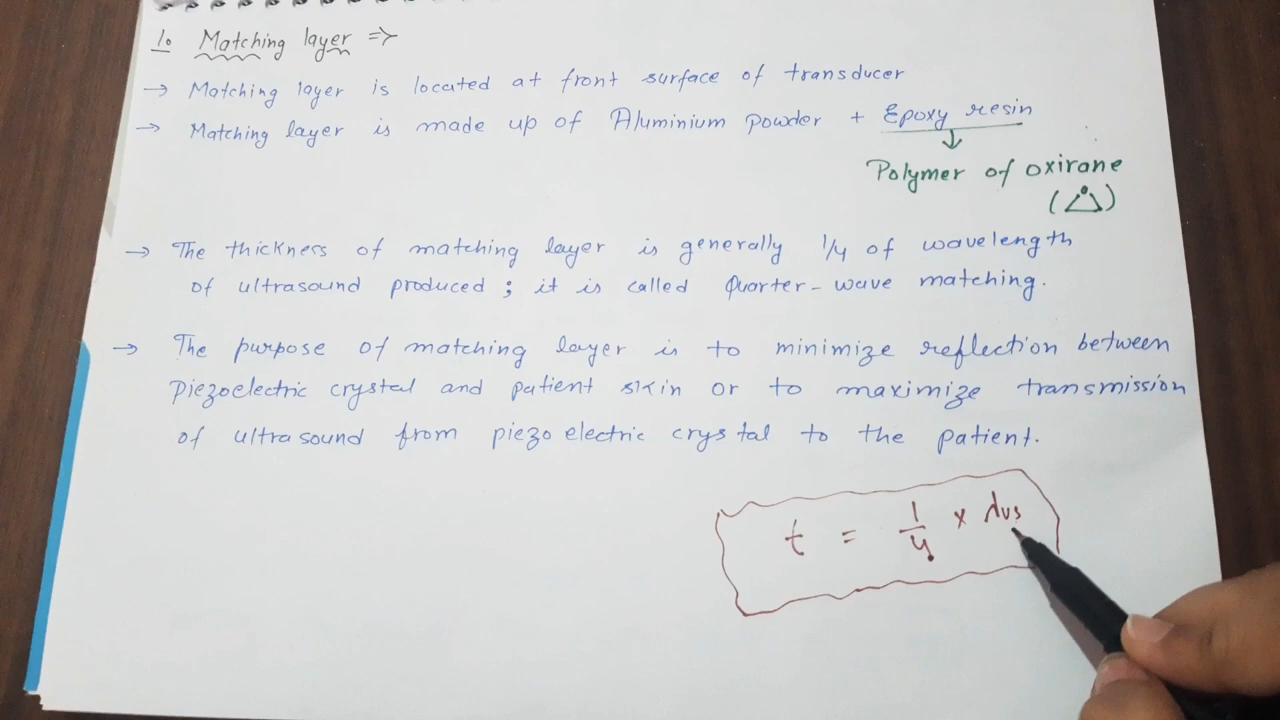 1. Matching layer =>
→ Matching layer is located at front surface of transducer
→ Matching layer is made up of Aluminium powder + Epoxy resin
↓
Polymer of oxirane
(△)
→ The thickness of matching layer is generally 1/4 of wavelength
of ultrasound produced ; it is called Quarter-wave matching.
→ The purpose of matching layer is to minimize reflection between
piezoelectric crystal and patient skin or to maximize transmission
of ultrasound from piezo electric crystal to the patient.
t = 1/4 × λus